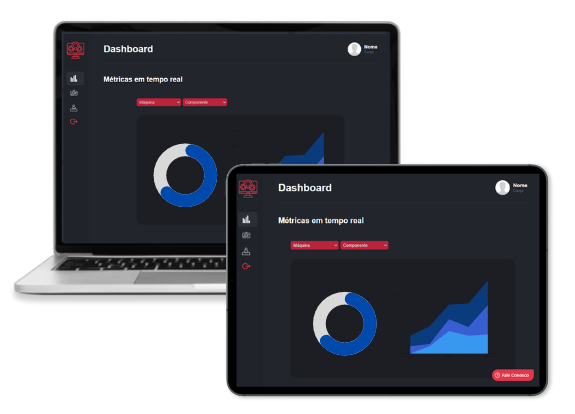 Dashboard
Nome
Cargo
Métricas em tempo real
Máquina
Componente
Dashboard
Nome
Cargo
Métricas em tempo real
Máquina
Componente
Fale Conosco